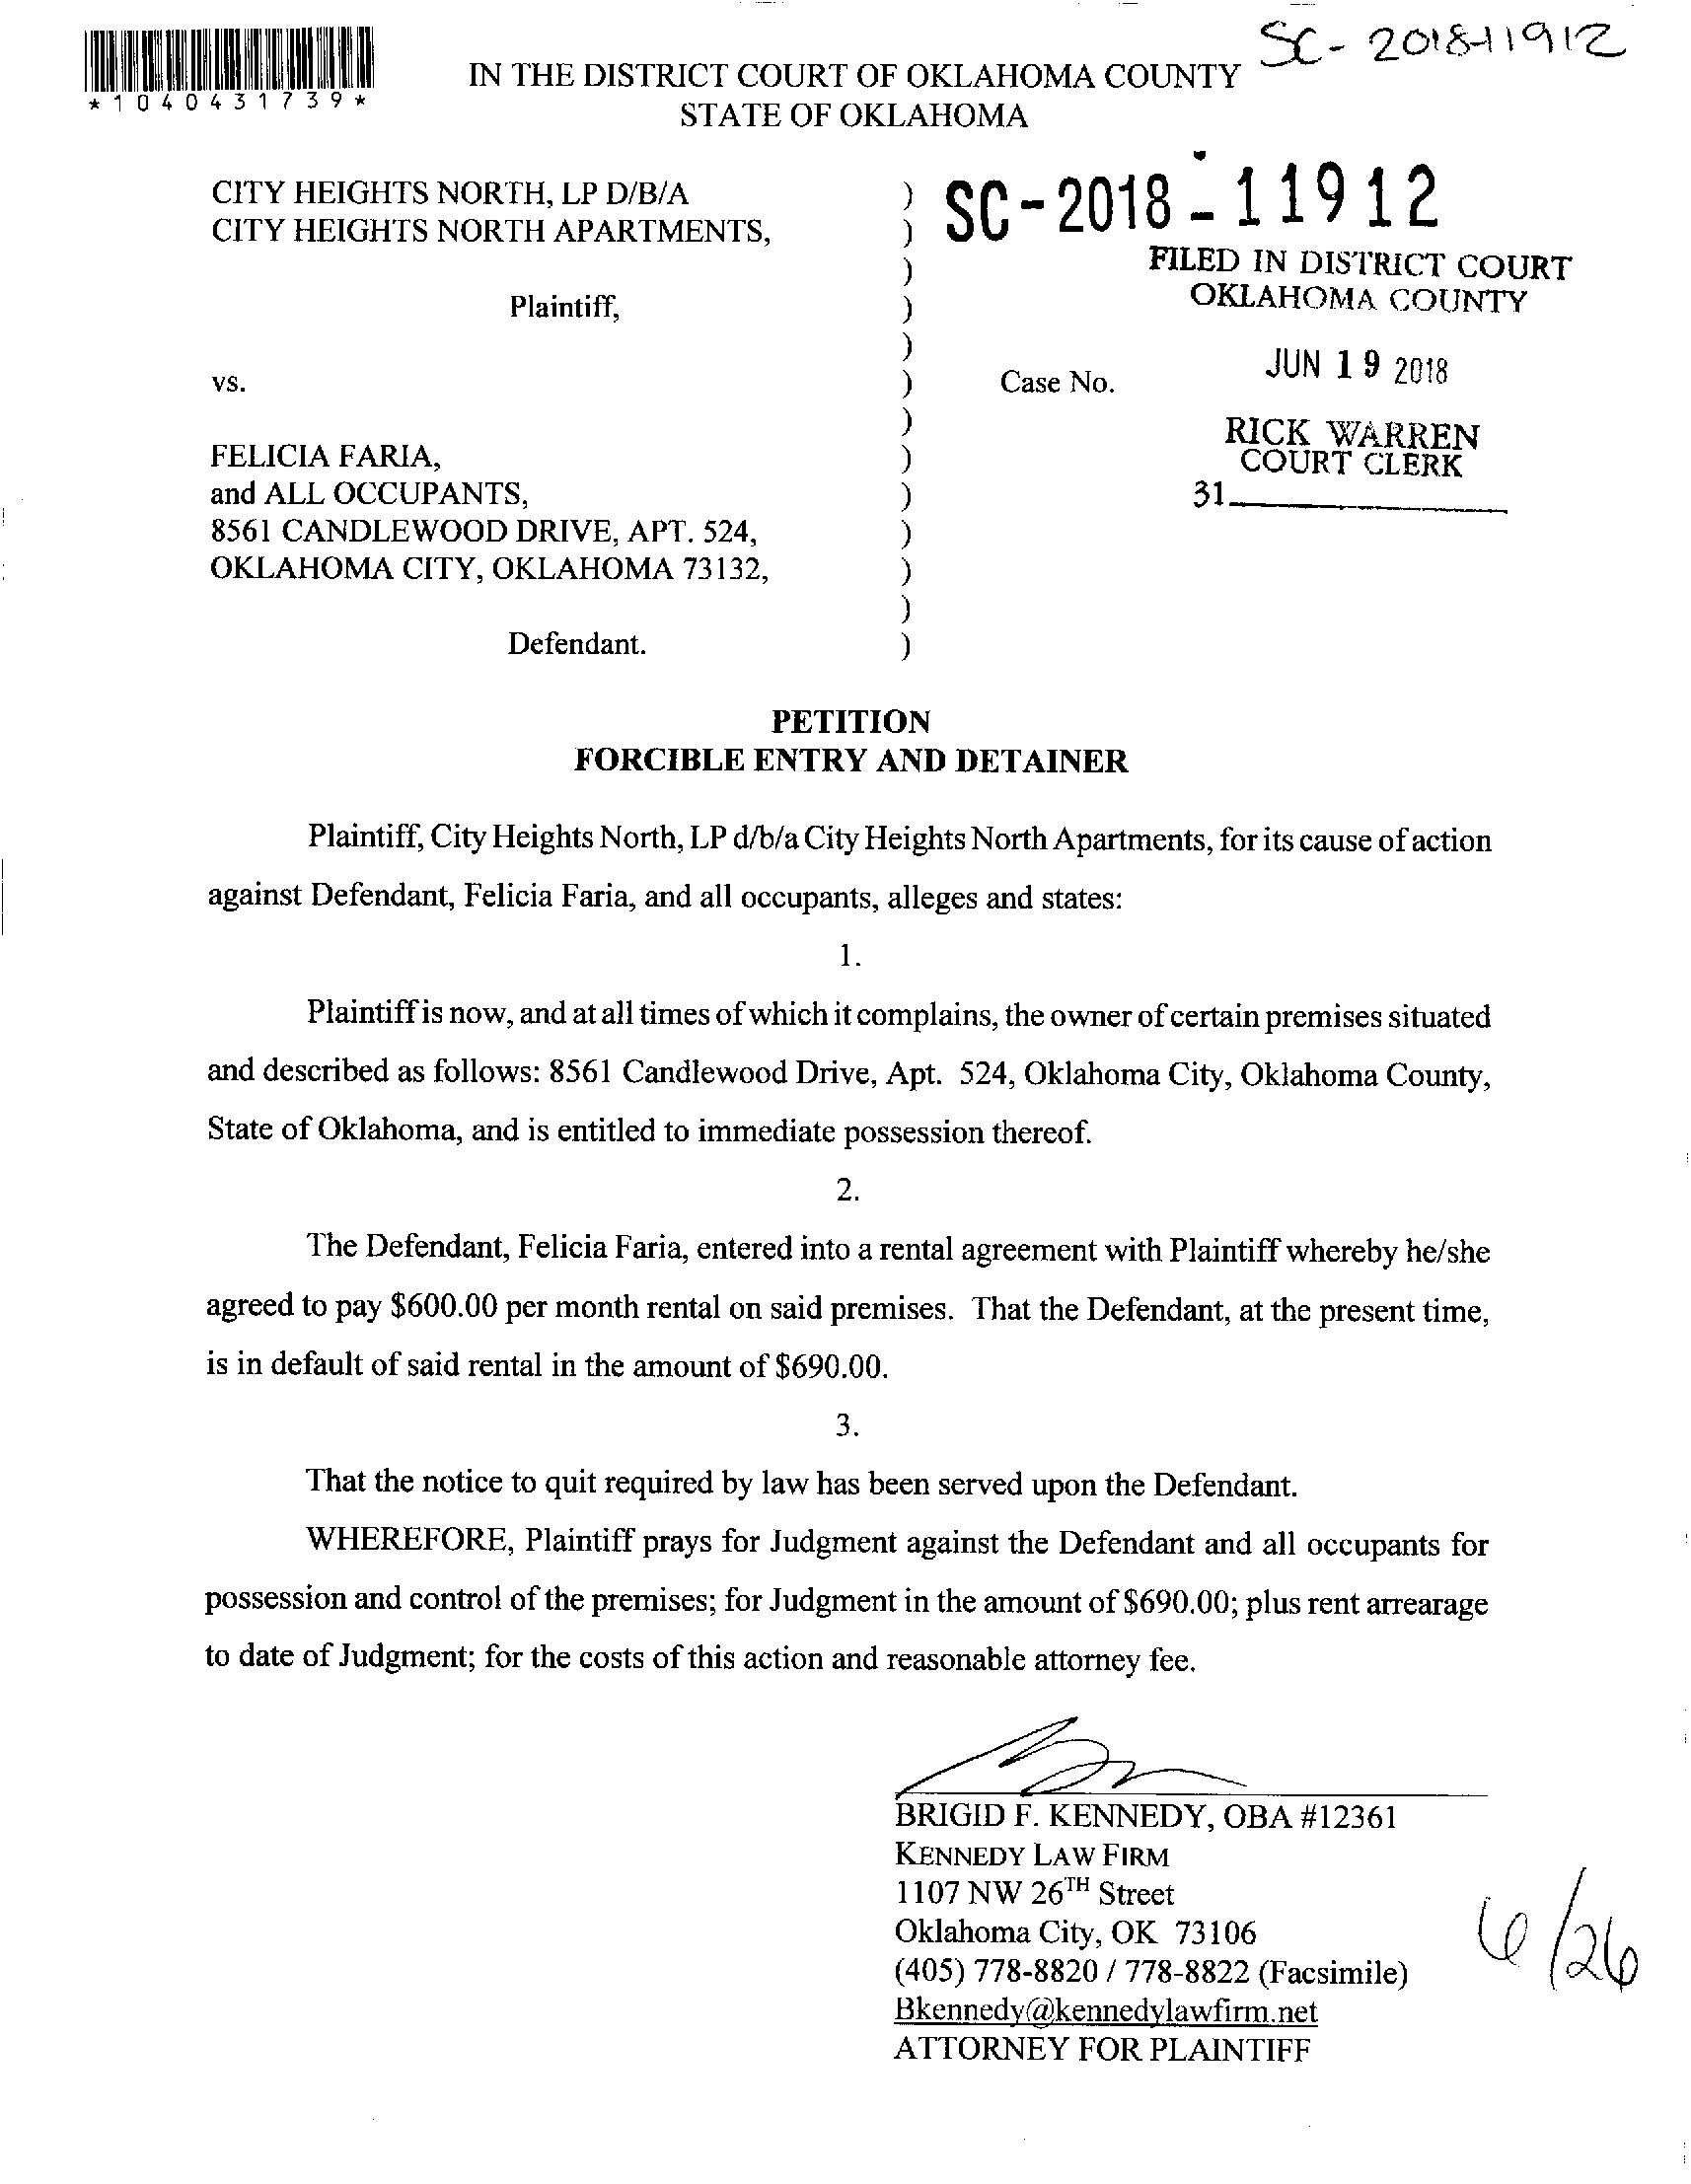 SC-2018-11912
*1040431739*
IN THE DISTRICT COURT OF OKLAHOMA COUNTY
STATE OF OKLAHOMA
CITY HEIGHTS NORTH, LP D/B/A )
CITY HEIGHTS NORTH APARTMENTS, )
SC-2018-11912
)
FILED IN DISTRICT COURT
OKLAHOMA COUNTY
Plaintiff, )
)
JUN 19 2018
vs. ) Case No.
)
RICK WARREN
COURT CLERK
31
FELICIA FARIA, )
and ALL OCCUPANTS, )
8561 CANDLEWOOD DRIVE, APT. 524, )
OKLAHOMA CITY, OKLAHOMA 73132, )
)
Defendant. )
PETITION
FORCIBLE ENTRY AND DETAINER
Plaintiff, City Heights North, LP d/b/a City Heights North Apartments, for its cause of action
against Defendant, Felicia Faria, and all occupants, alleges and states:
1.
Plaintiff is now, and at all times of which it complains, the owner of certain premises situated
and described as follows: 8561 Candlewood Drive, Apt. 524, Oklahoma City, Oklahoma County,
State of Oklahoma, and is entitled to immediate possession thereof.
2.
The Defendant, Felicia Faria, entered into a rental agreement with Plaintiff whereby he/she
agreed to pay $600.00 per month rental on said premises. That the Defendant, at the present time,
is in default of said rental in the amount of $690.00.
3.
That the notice to quit required by law has been served upon the Defendant.
WHEREFORE, Plaintiff prays for Judgment against the Defendant and all occupants for
possession and control of the premises; for Judgment in the amount of $690.00; plus rent arrearage
to date of Judgment; for the costs of this action and reasonable attorney fee.
BRIGID F. KENNEDY, OBA #12361
KENNEDY LAW FIRM
1107 NW 26TH Street
Oklahoma City, OK 73106
(405) 778-8820 / 778-8822 (Facsimile)
Bkennedy@kennedylawfirm.net
ATTORNEY FOR PLAINTIFF
6/26